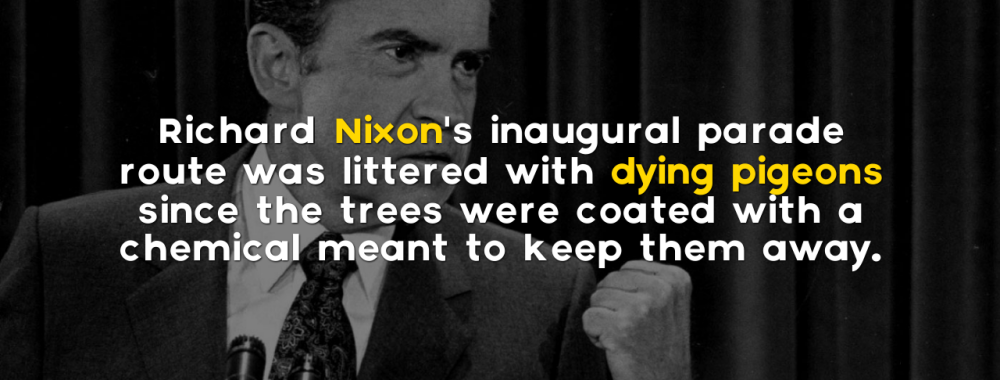 Richard Nixon's inaugural parade
route was littered with dying pigeons
since the trees were coated with a
chemical meant to keep them away.